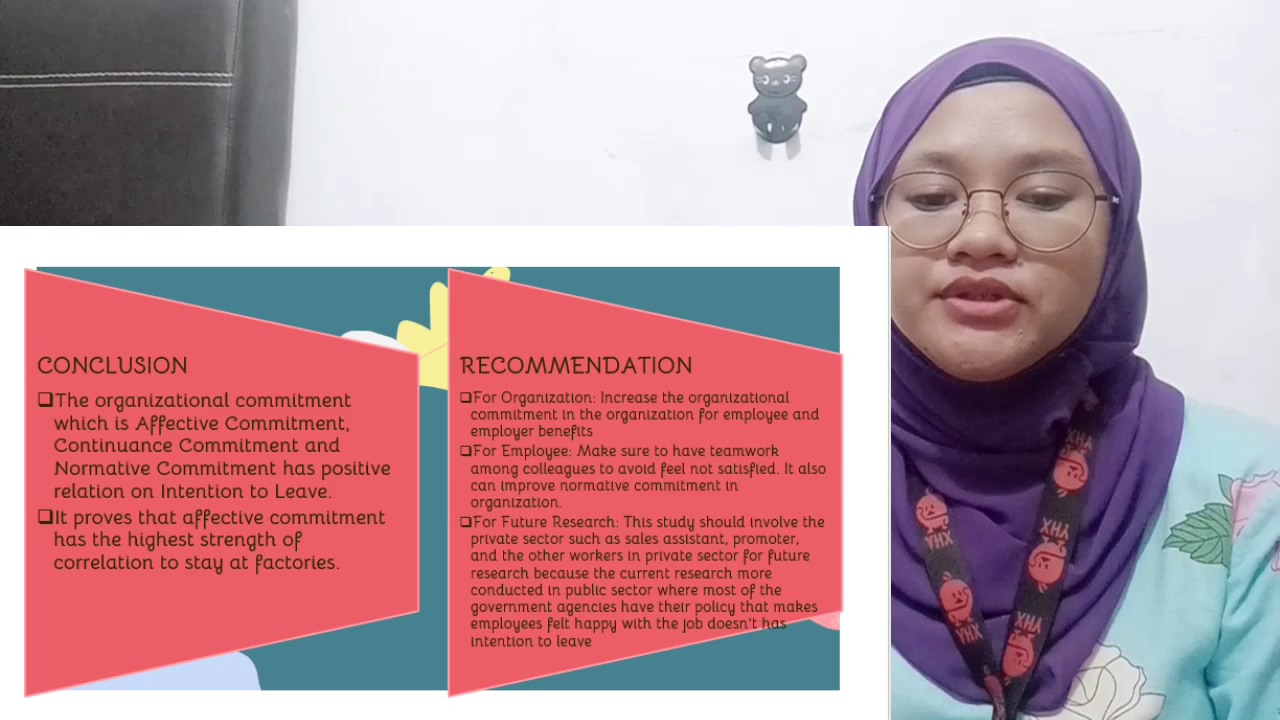 CONCLUSION
❑The organizational commitment
which is Affective Commitment,
Continuance Commitment and
Normative Commitment has positive
relation on Intention to Leave.
❑It proves that affective commitment
has the highest strength of
correlation to stay at factories.
RECOMMENDATION
❑For Organization: Increase the organizational
commitment in the organization for employee and
employer benefits
❑For Employee: Make sure to have teamwork
among colleagues to avoid feel not satisfied. It also
can improve normative commitment in
organization.
❑For Future Research: This study should involve the
private sector such as sales assistant, promoter,
and the other workers in private sector for future
research because the current research more
conducted in public sector where most of the
government agencies have their policy that makes
employees felt happy with the job doesn't has
intention to leave
XHA
XHY
XHA
YHX
YHX